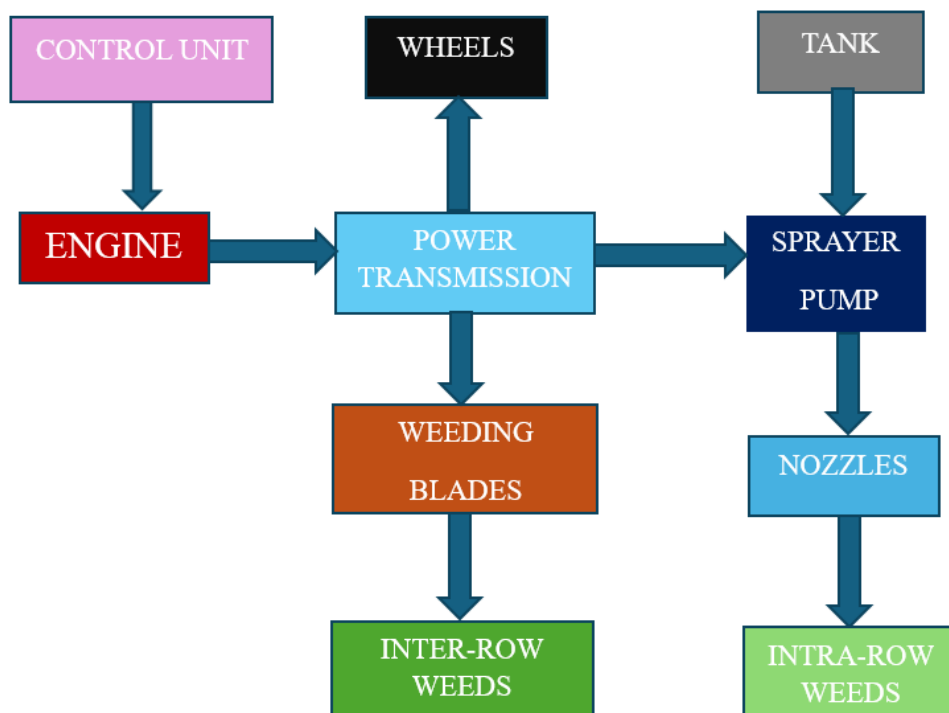 CONTROL UNIT
WHEELS
TANK
ENGINE
POWER
TRANSMISSION
SPRAYER
PUMP
WEEDING
BLADES
NOZZLES
INTER-ROW
WEEDS
INTRA-ROW
WEEDS